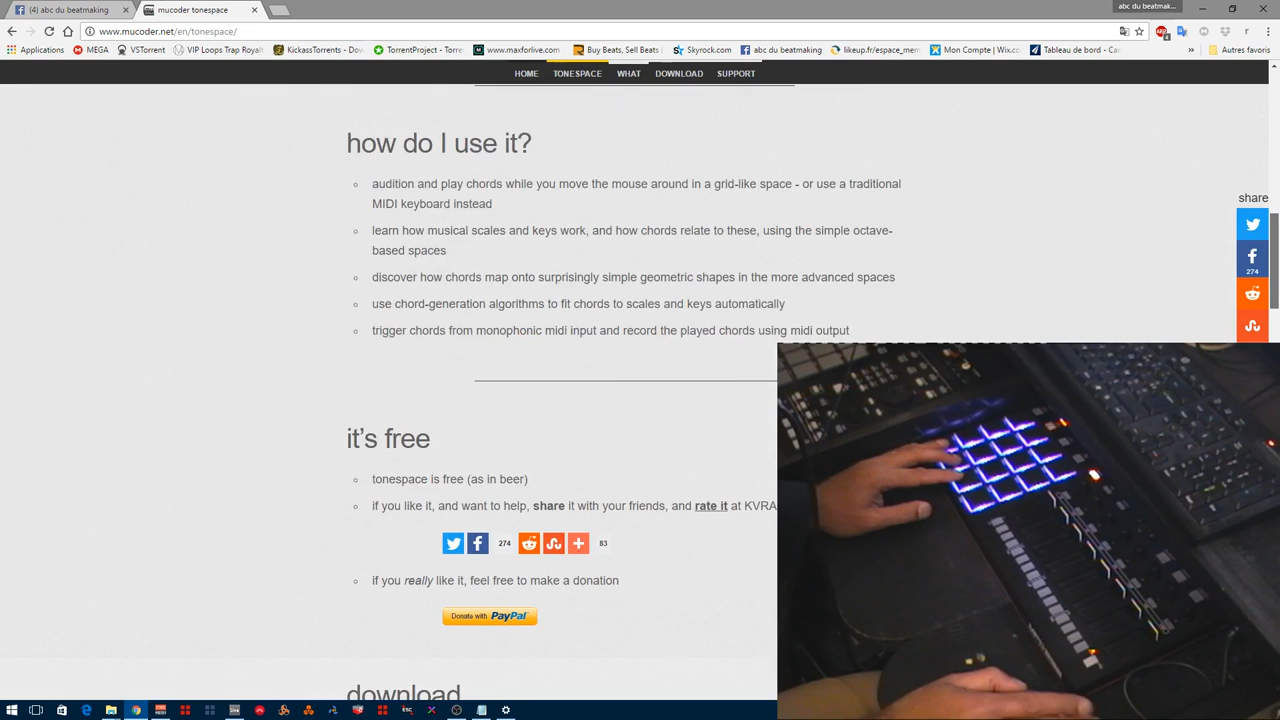 (4) abc du beatmaking
mucoder tonespace
abc du beatmak...
www.mucoder.net/en/tonespace/
Applications
MEGA
VSTorrent
VIP Loops Trap Royalt
KickassTorrents - Dov
TorrentProject - Torre
www.maxforlive.com
Buy Beats, Sell Beats
Skyrock.com
abc du beatmaking
likeup.fr/espace_mem
Mon Compte | Wix.co
Tableau de bord - Ca
»
Autres favoris
HOME
TONESPACE
WHAT
DOWNLOAD
SUPPORT
how do I use it?
audition and play chords while you move the mouse around in a grid-like space - or use a traditional
MIDI keyboard instead
learn how musical scales and keys work, and how chords relate to these, using the simple octave-
based spaces
discover how chords map onto surprisingly simple geometric shapes in the more advanced spaces
use chord-generation algorithms to fit chords to scales and keys automatically
trigger chords from monophonic midi input and record the played chords using midi output
share
274
it's free
tonespace is free (as in beer)
if you like it, and want to help, share it with your friends, and rate it at KVRA
274
83
if you really like it, feel free to make a donation
Donate with PayPal
download